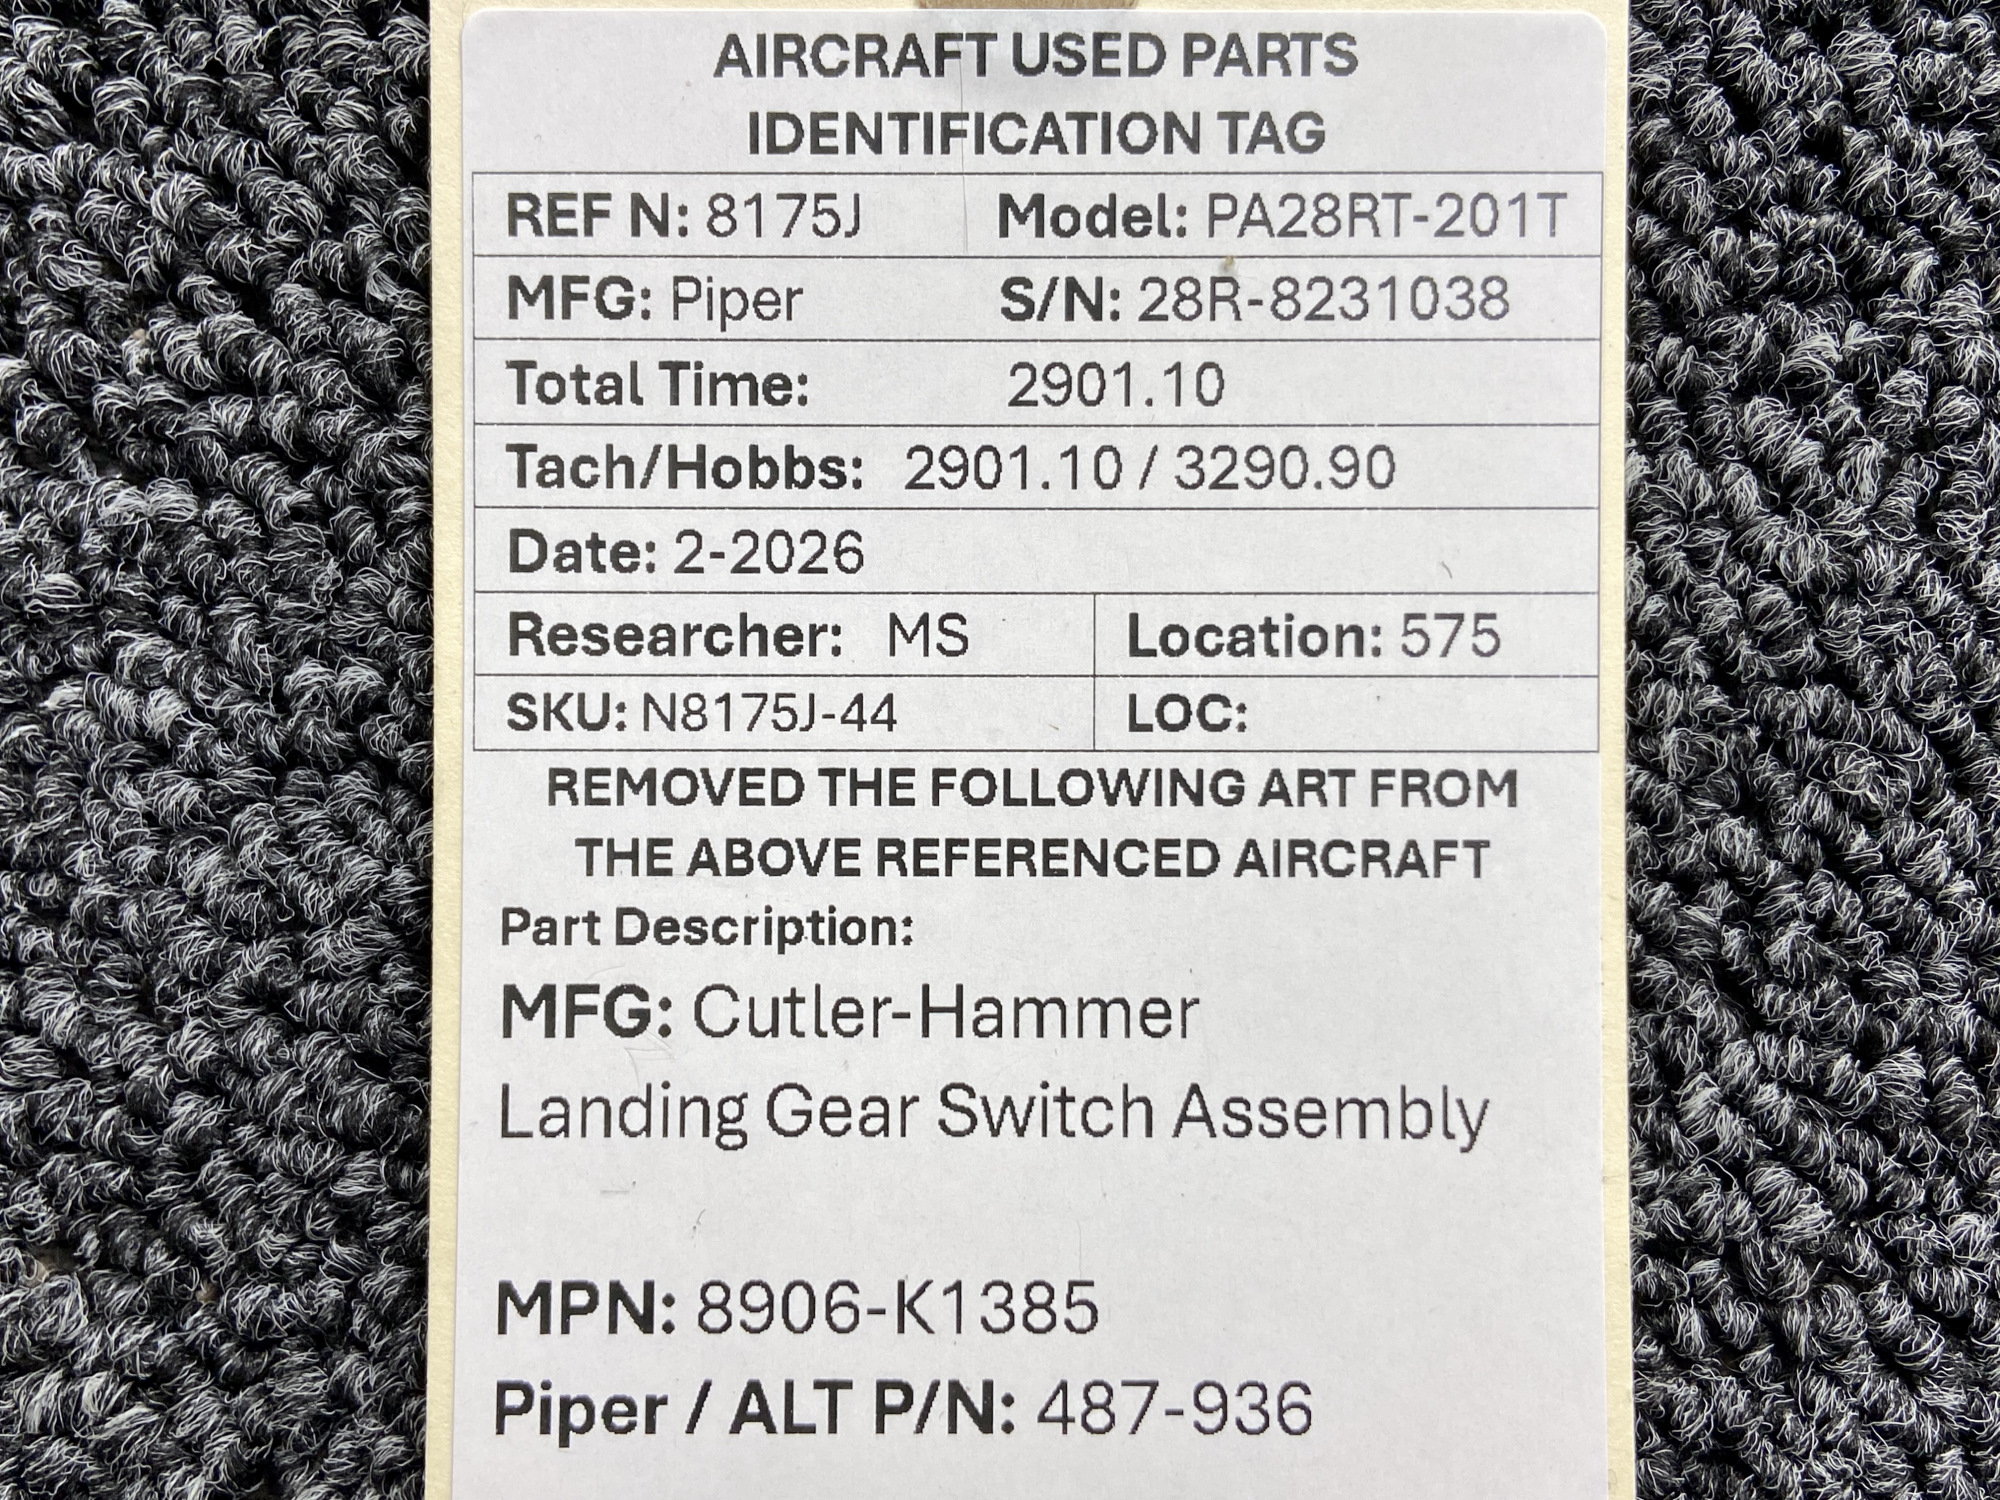 AIRCRAFT USED PARTS
IDENTIFICATION TAG
REF N: 8175J Model: PA28RT-201T
MFG: Piper S/N: 28R-8231038
Total Time: 2901.10
Tach/Hobbs: 2901.10 / 3290.90
Date: 2-2026
Researcher: MS Location: 575
SKU: N8175J-44 LOC:
REMOVED THE FOLLOWING ART FROM
THE ABOVE REFERENCED AIRCRAFT
Part Description:
MFG: Cutler-Hammer
Landing Gear Switch Assembly
MPN: 8906-K1385
Piper / ALT P/N: 487-936